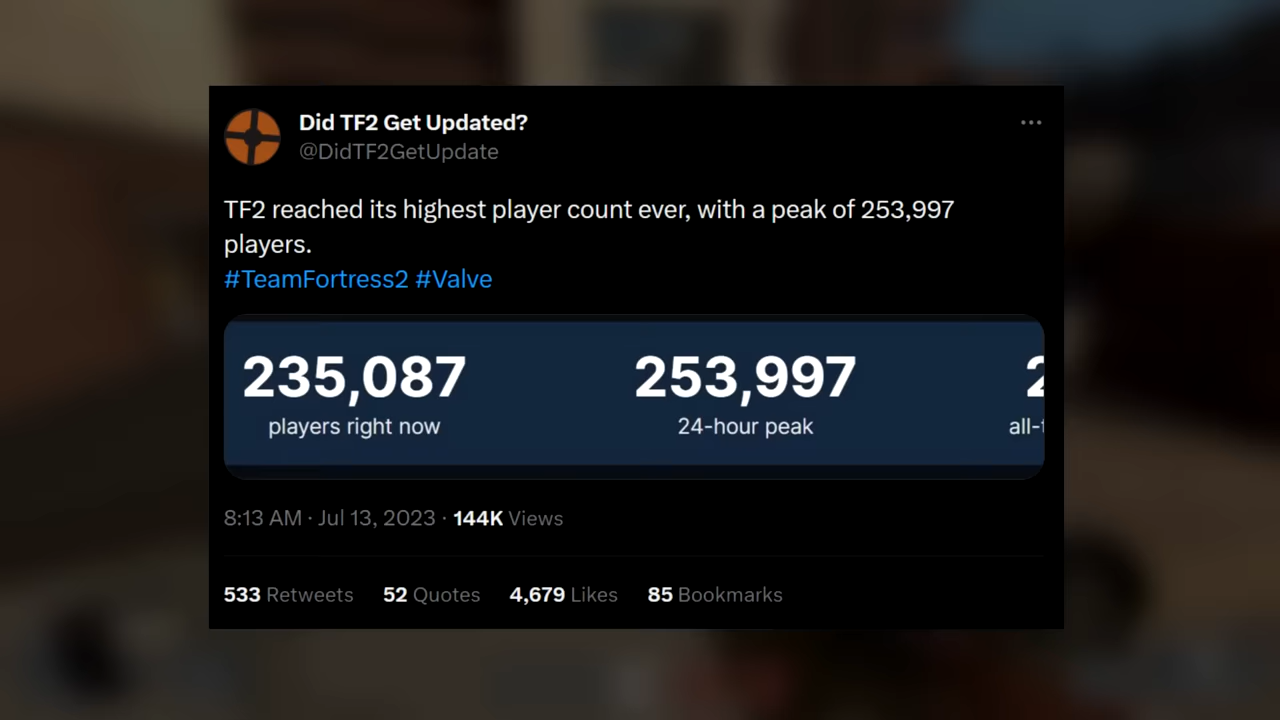 Did TF2 Get Updated?
@DidTF2GetUpdate
TF2 reached its highest player count ever, with a peak of 253,997
players.
#TeamFortress2 #Valve
235,087 253,997 2
players right now 24-hour peak all-t
8:13 AM · Jul 13, 2023 · 144K Views
533 Retweets 52 Quotes 4,679 Likes 85 Bookmarks